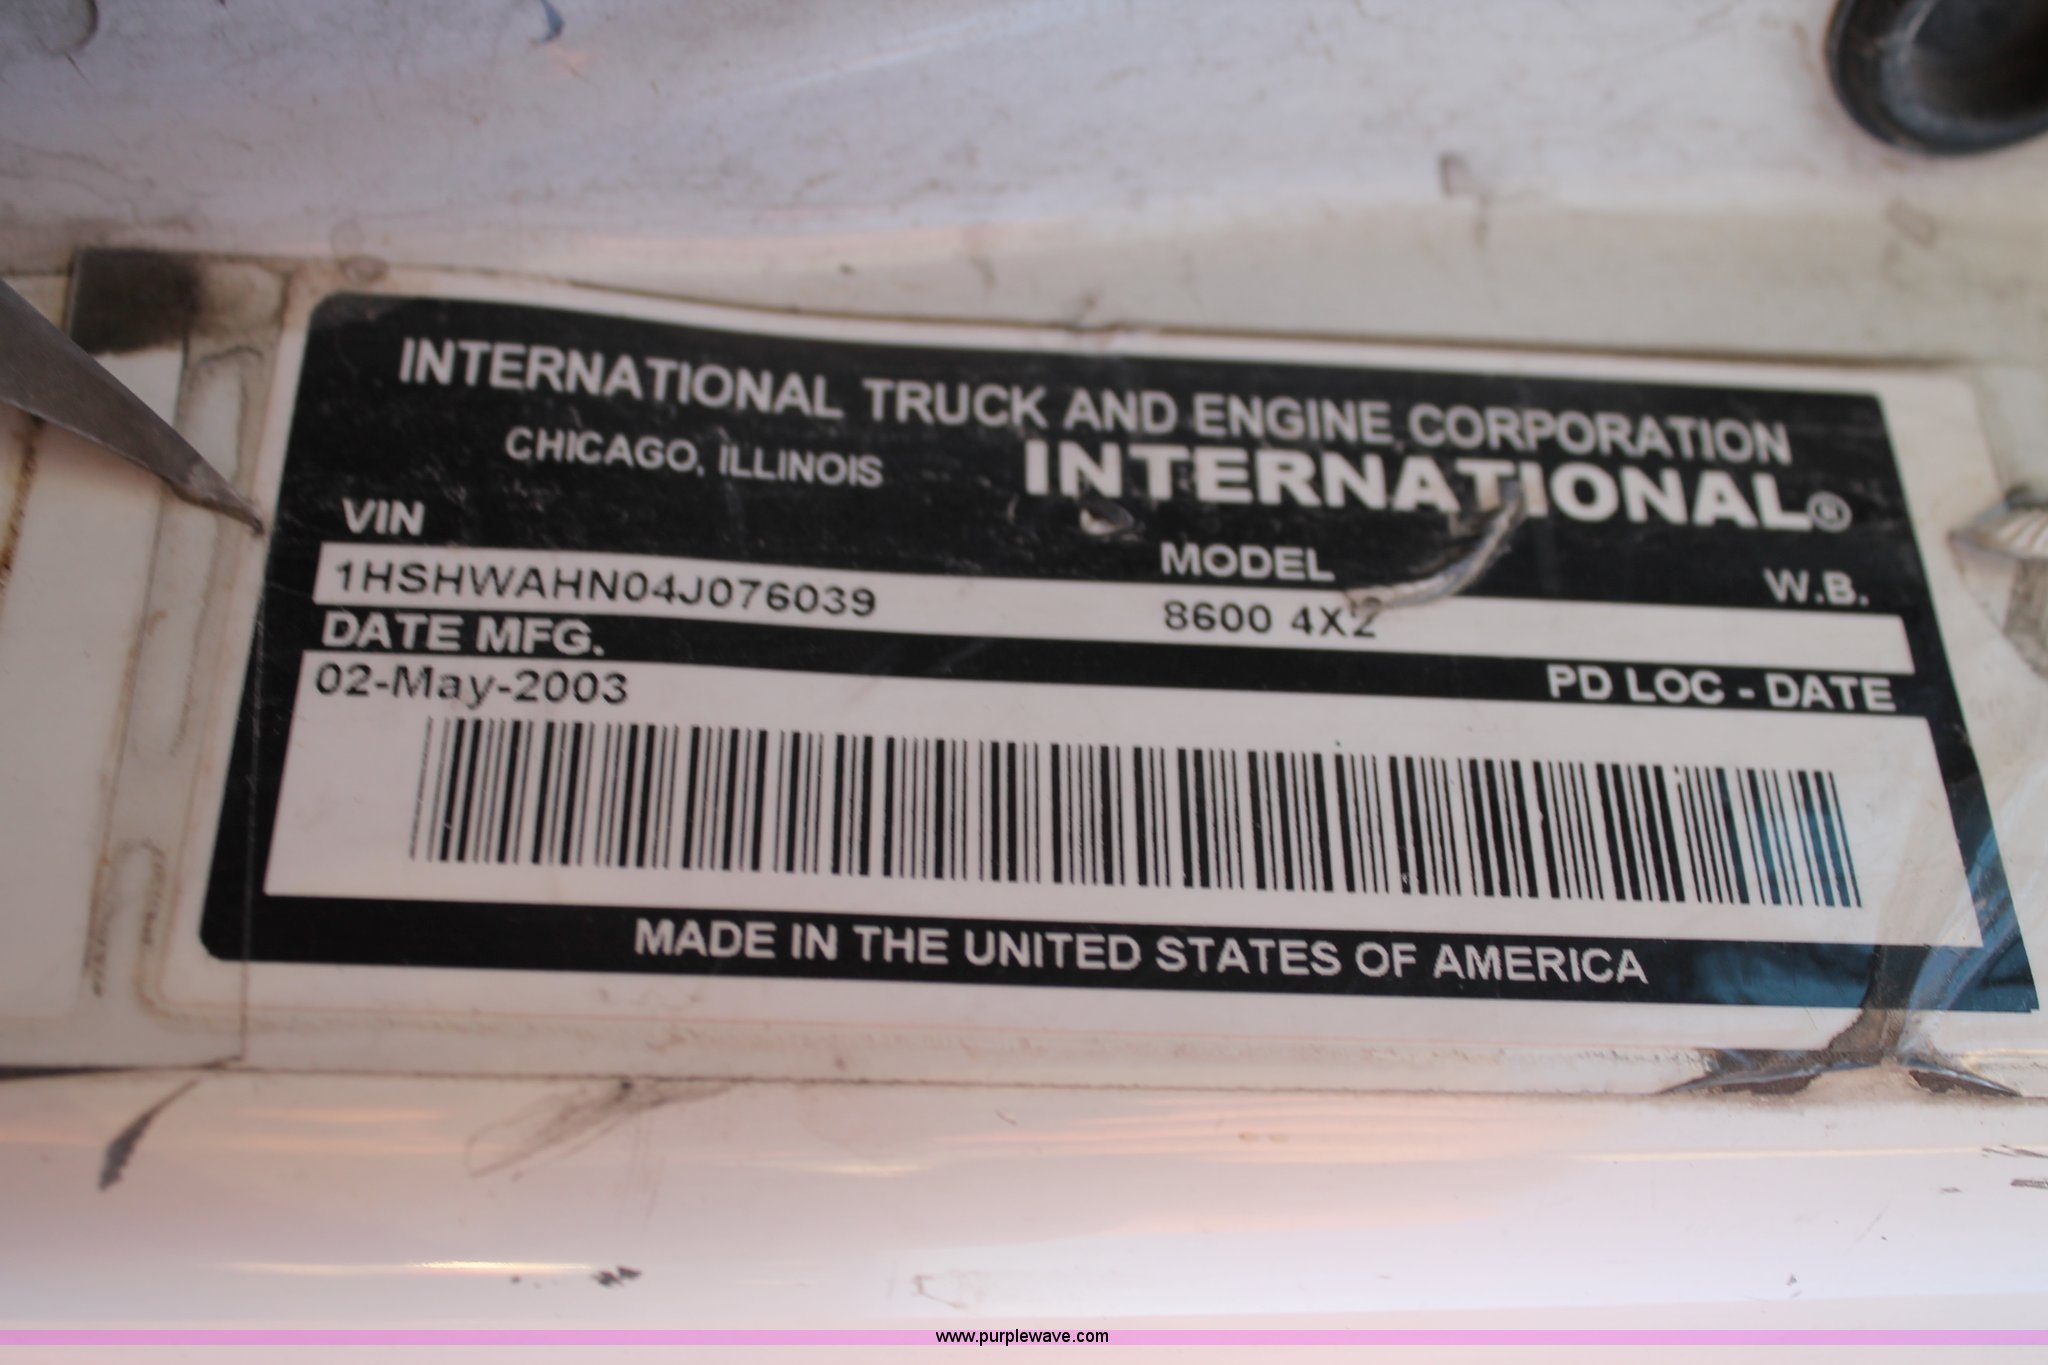 INTERNATIONAL TRUCK AND ENGINE CORPORATION
CHICAGO, ILLINOIS
INTERNATIONAL®
VIN
MODEL
W.B.
1HSHWAHN04J076039
8600 4X2
DATE MFG.
PD LOC - DATE
02-May-2003
MADE IN THE UNITED STATES OF AMERICA
www.purplewave.com